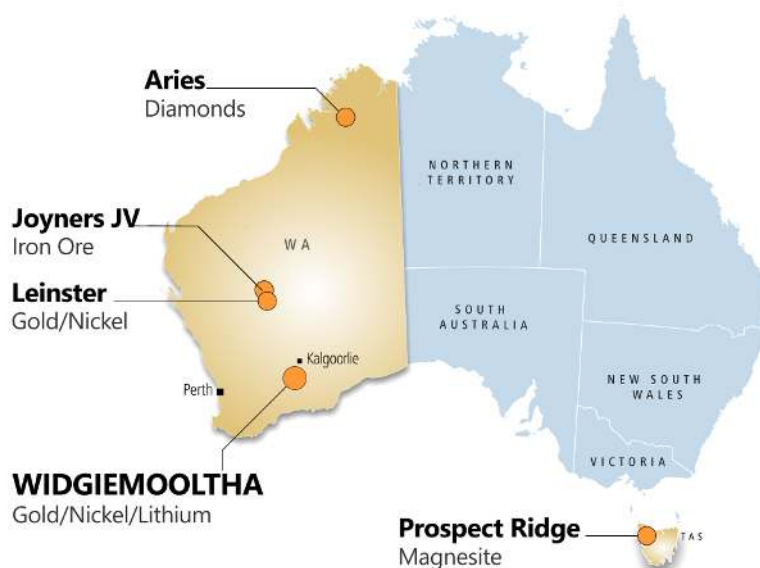 Aries
Diamonds
NORTHERN
TERRITORY
Joyners JV
Iron Ore
WA
QUEENSLAND
Leinster
Gold/Nickel
SOUTH
AUSTRALIA
Kalgoorlie
Perth
NEW SOUTH
WALES
VICTORIA
WIDGIEMOOLTHA
Gold/Nickel/Lithium
Prospect Ridge
Magnesite
TAS